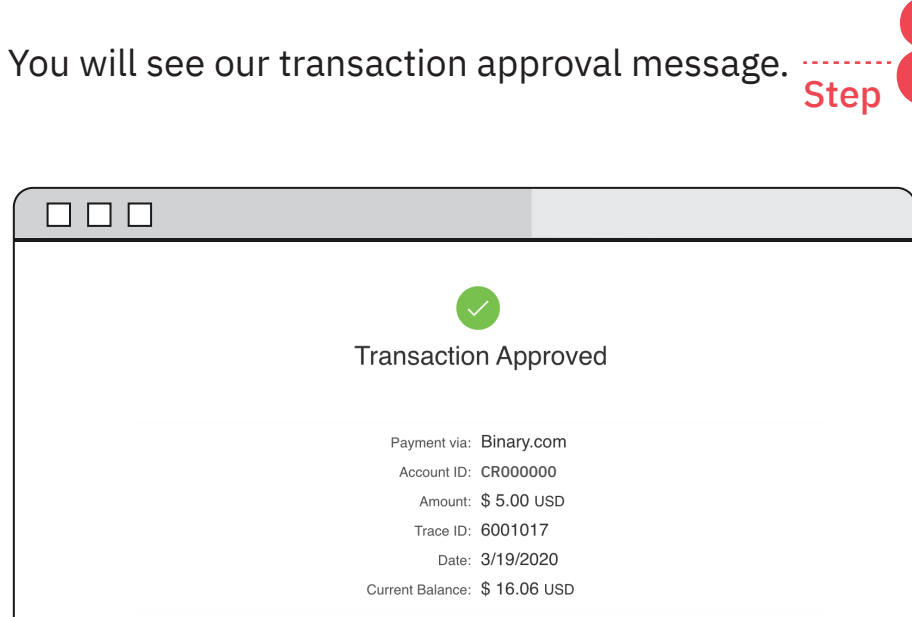 You will see our transaction approval message.
Step
Transaction Approved
Payment via: Binary.com
Account ID: CR000000
Amount: $ 5.00 USD
Trace ID: 6001017
Date: 3/19/2020
Current Balance: $ 16.06 USD